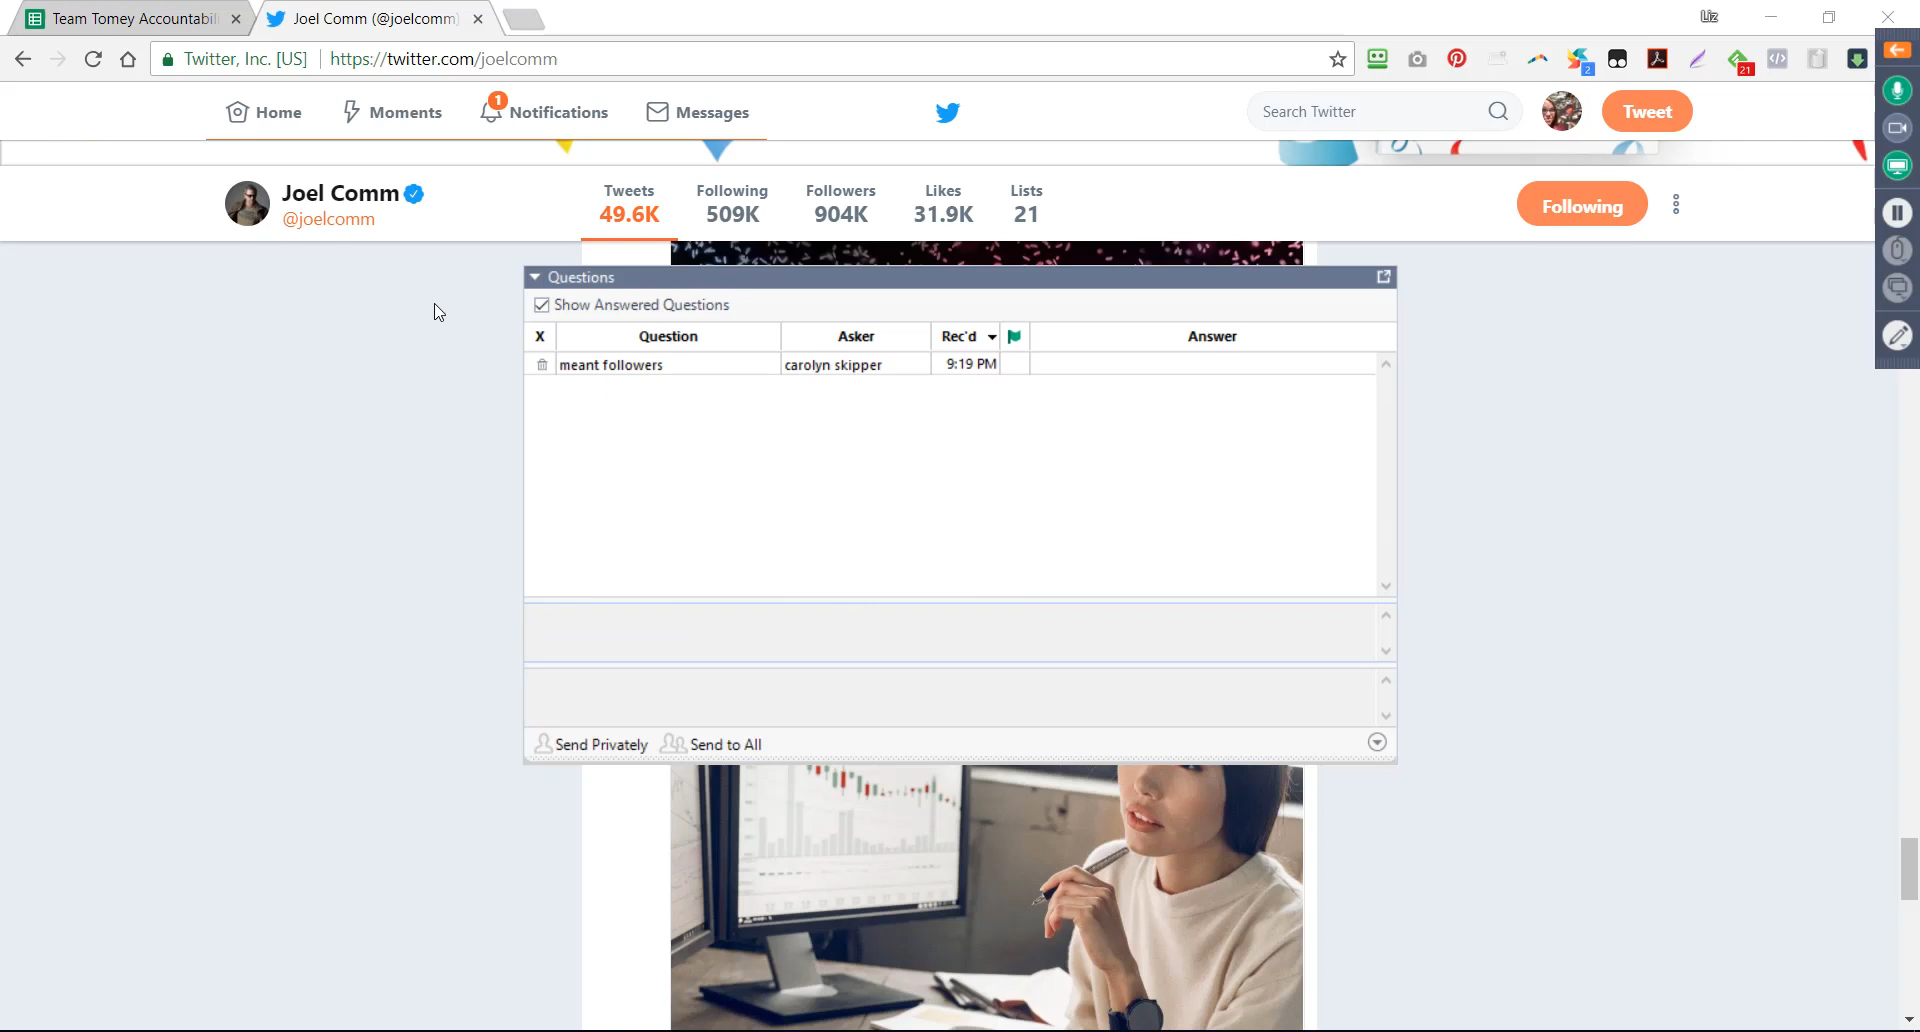 Team Tomey Accountabil
Joel Comm (@joelcomm)
Liz
Twitter, Inc. [US]
https://twitter.com/joelcomm
2
21
Home
Moments
1
Notifications
Messages
Search Twitter
Tweet
Joel Comm
@joelcomm
Tweets
49.6K
Following
509K
Followers
904K
Likes
31.9K
Lists
21
Following
Questions
Show Answered Questions
X
Question
Asker
Rec'd
Answer
meant followers
carolyn skipper
9:19 PM
Send Privately
Send to All